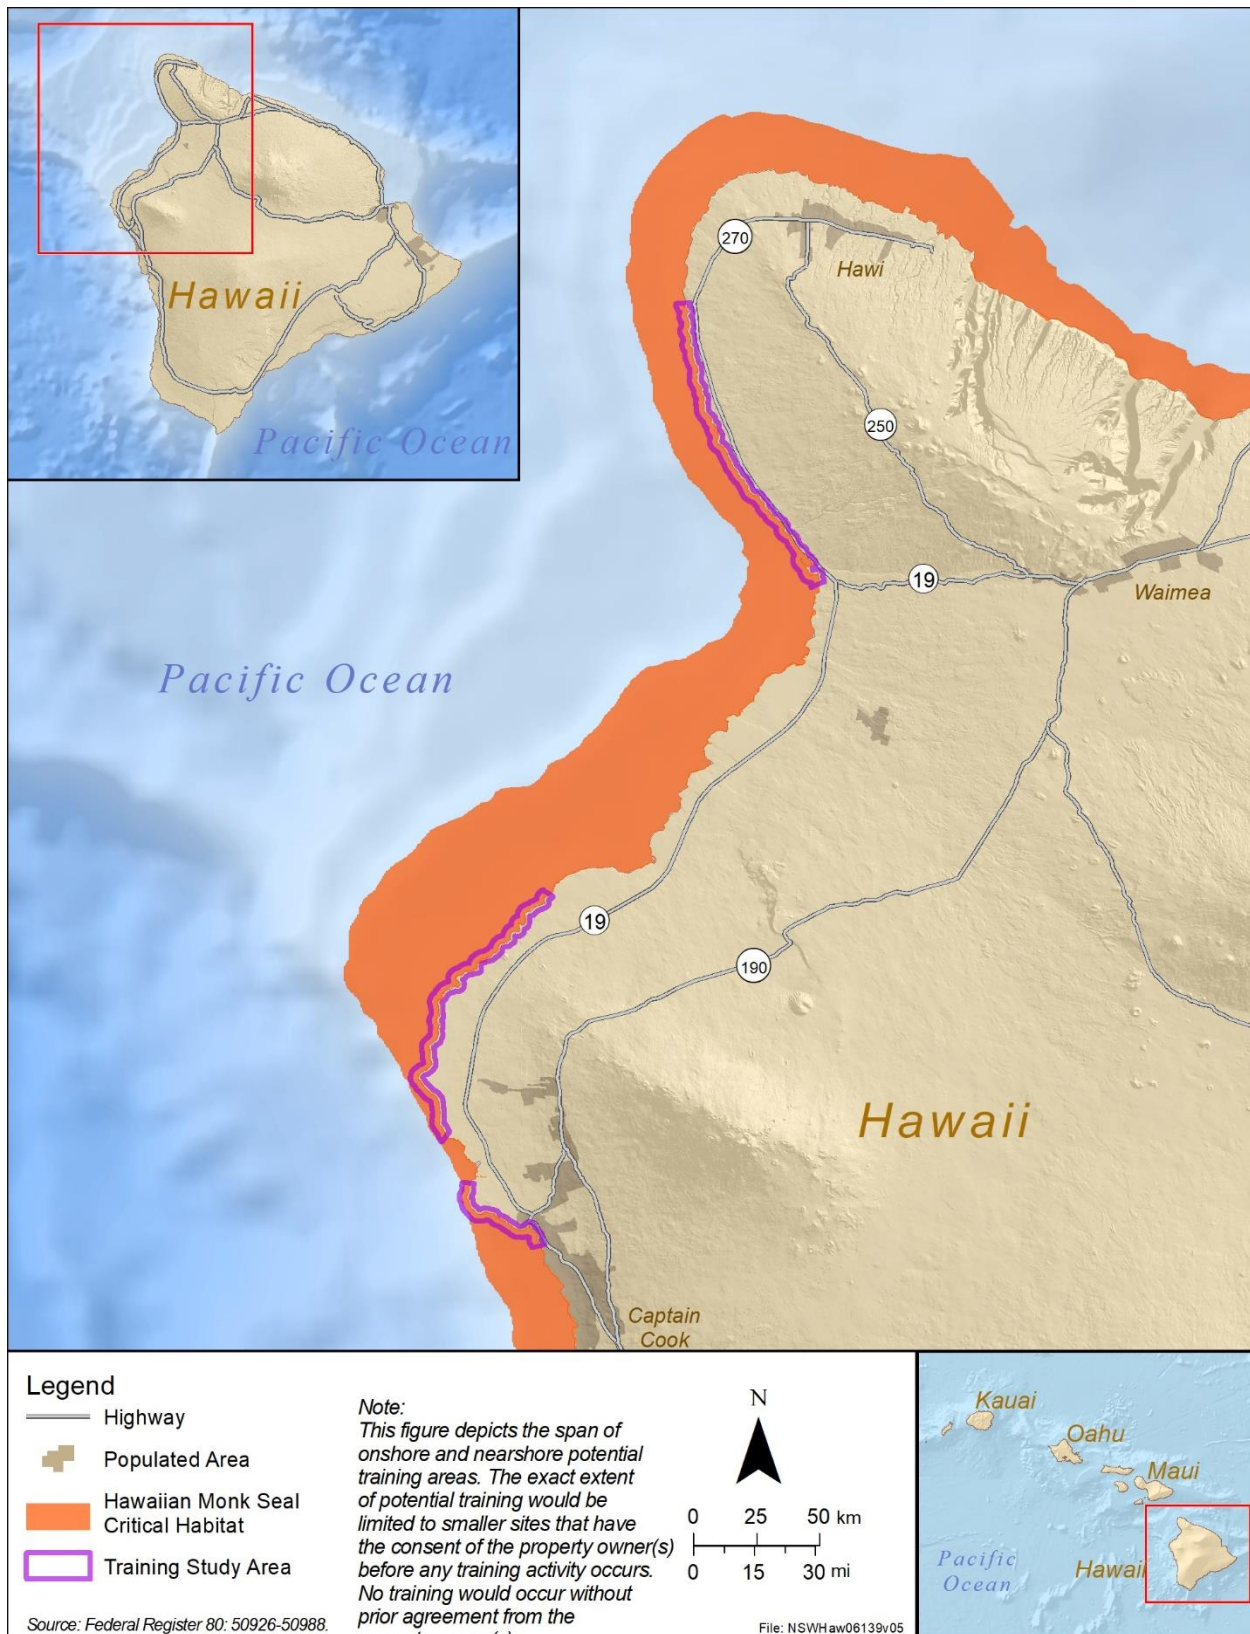 Hawaii
Pacific Ocean
270
Hawi
250
19
Waimea
Pacific Ocean
19
190
Hawaii
Captain
Cook
Legend
Highway
Populated Area
Hawaiian Monk Seal
Critical Habitat
Training Study Area
Source: Federal Register 80: 50926-50988.
Note:
This figure depicts the span of
onshore and nearshore potential
training areas. The exact extent
of potential training would be
limited to smaller sites that have
the consent of the property owner(s)
before any training activity occurs.
No training would occur without
prior agreement from the
N
0 25 50 km
0 15 30 mi
File: NSWHaw06139v05
Kauai
Oahu
Maui
Hawaii
Pacific
Ocean